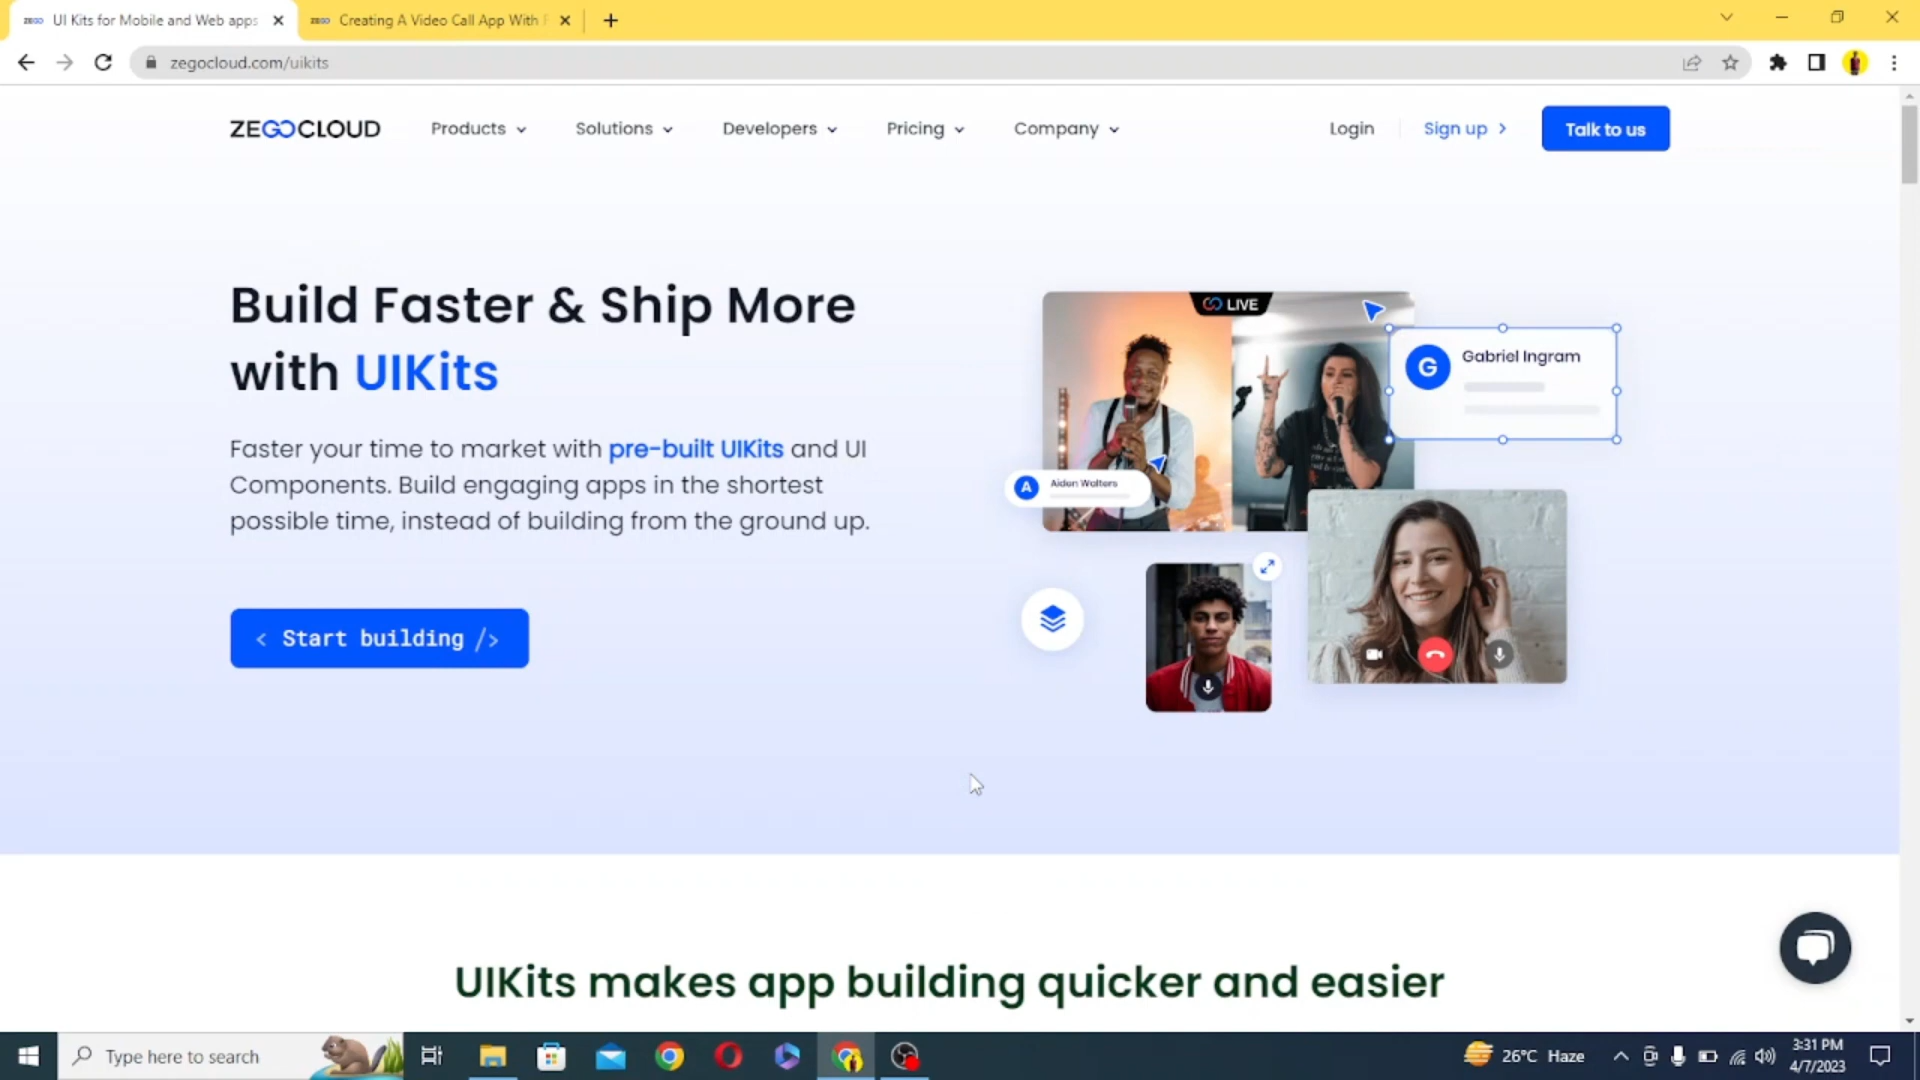 UI Kits for Mobile and Web apps
Creating A Video Call App With
zegocloud.com/uikits
ZEGOCLOUD
Products
Solutions
Developers
Pricing
Company
Login
Sign up
Talk to us
Build Faster & Ship More
with UIKits
Faster your time to market with pre-built UIKits and UI
Components. Build engaging apps in the shortest
possible time, instead of building from the ground up.
< Start building />
LIVE
G
Gabriel Ingram
A
Aiden Walters
UIKits makes app building quicker and easier
Type here to search
26°C Haze
3:31 PM
4/7/2023